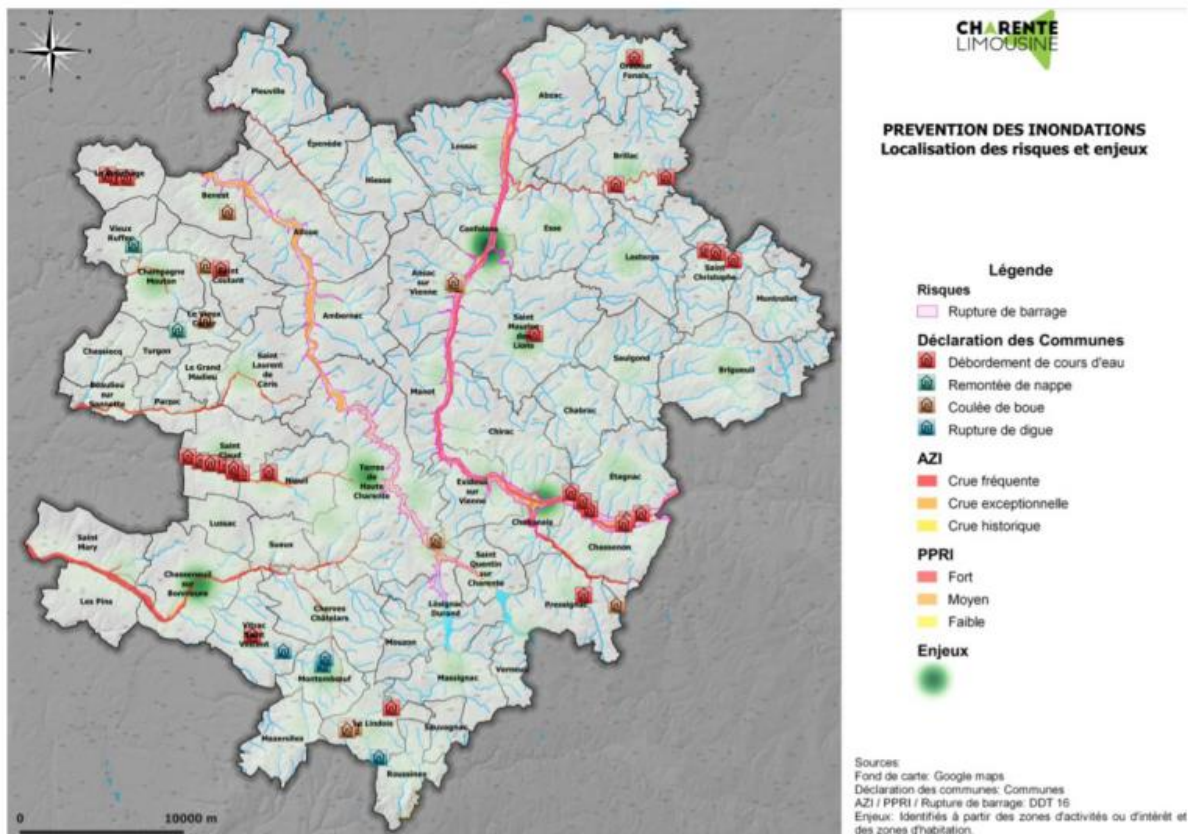 CHARENTE
LIMOUSINE
PREVENTION DES INONDATIONS
Localisation des risques et enjeux
Légende
Risques
Rupture de barrage
Déclaration des Communes
Débordement de cours d'eau
Remontée de nappe
Coulée de boue
Rupture de digue
AZI
Crue fréquente
Crue exceptionnelle
Crue historique
PPRI
Fort
Moyen
Faible
Enjeux
Sources:
Fond de carte: Google maps
Déclaration des communes: Communes
AZI / PPRI / Rupture de barrage: DDT 16
Enjeux: Identifiés à partir des zones d'activités ou d'intérêt et
des zones d'habitation.
Pleuville
Abzac
Épenède
Lessac
Brillac
Hiesse
Benest
Alloue
Confolens
Esse
Vieux
Ruffec
Lesterps
Saint
Christophe
Champagne
Mouton
Saint
Coutant
Ansac
sur
Vienne
Montrollet
Ambernac
Le Vieux
Saint
Maurice
des
Lions
Chassiecq
Turgon
Le Grand
Madieu
Saint
Laurent
de
Céris
Saulgond
Brigueuil
Manot
Beaulieu
sur
Sonnette
Parzac
Chabrac
Chirac
Saint
Claud
Nieuil
Terres
de
Haute
Charente
Exideuil
sur
Vienne
Étagnac
Chabanais
Lussac
Saint
Mary
Suaux
Chassenon
Saint
Quentin
sur
Charente
Chasseneuil
sur
Bonnieure
Les Pins
Cherves
Châtelars
Lésignac
Durand
Pressignac
Vitrac
Saint
Vincent
Mouzon
Montembœuf
Massignac
Verneuil
Le Lindois
Sauvagnac
Mazerolles
Roussines
0
10000 m